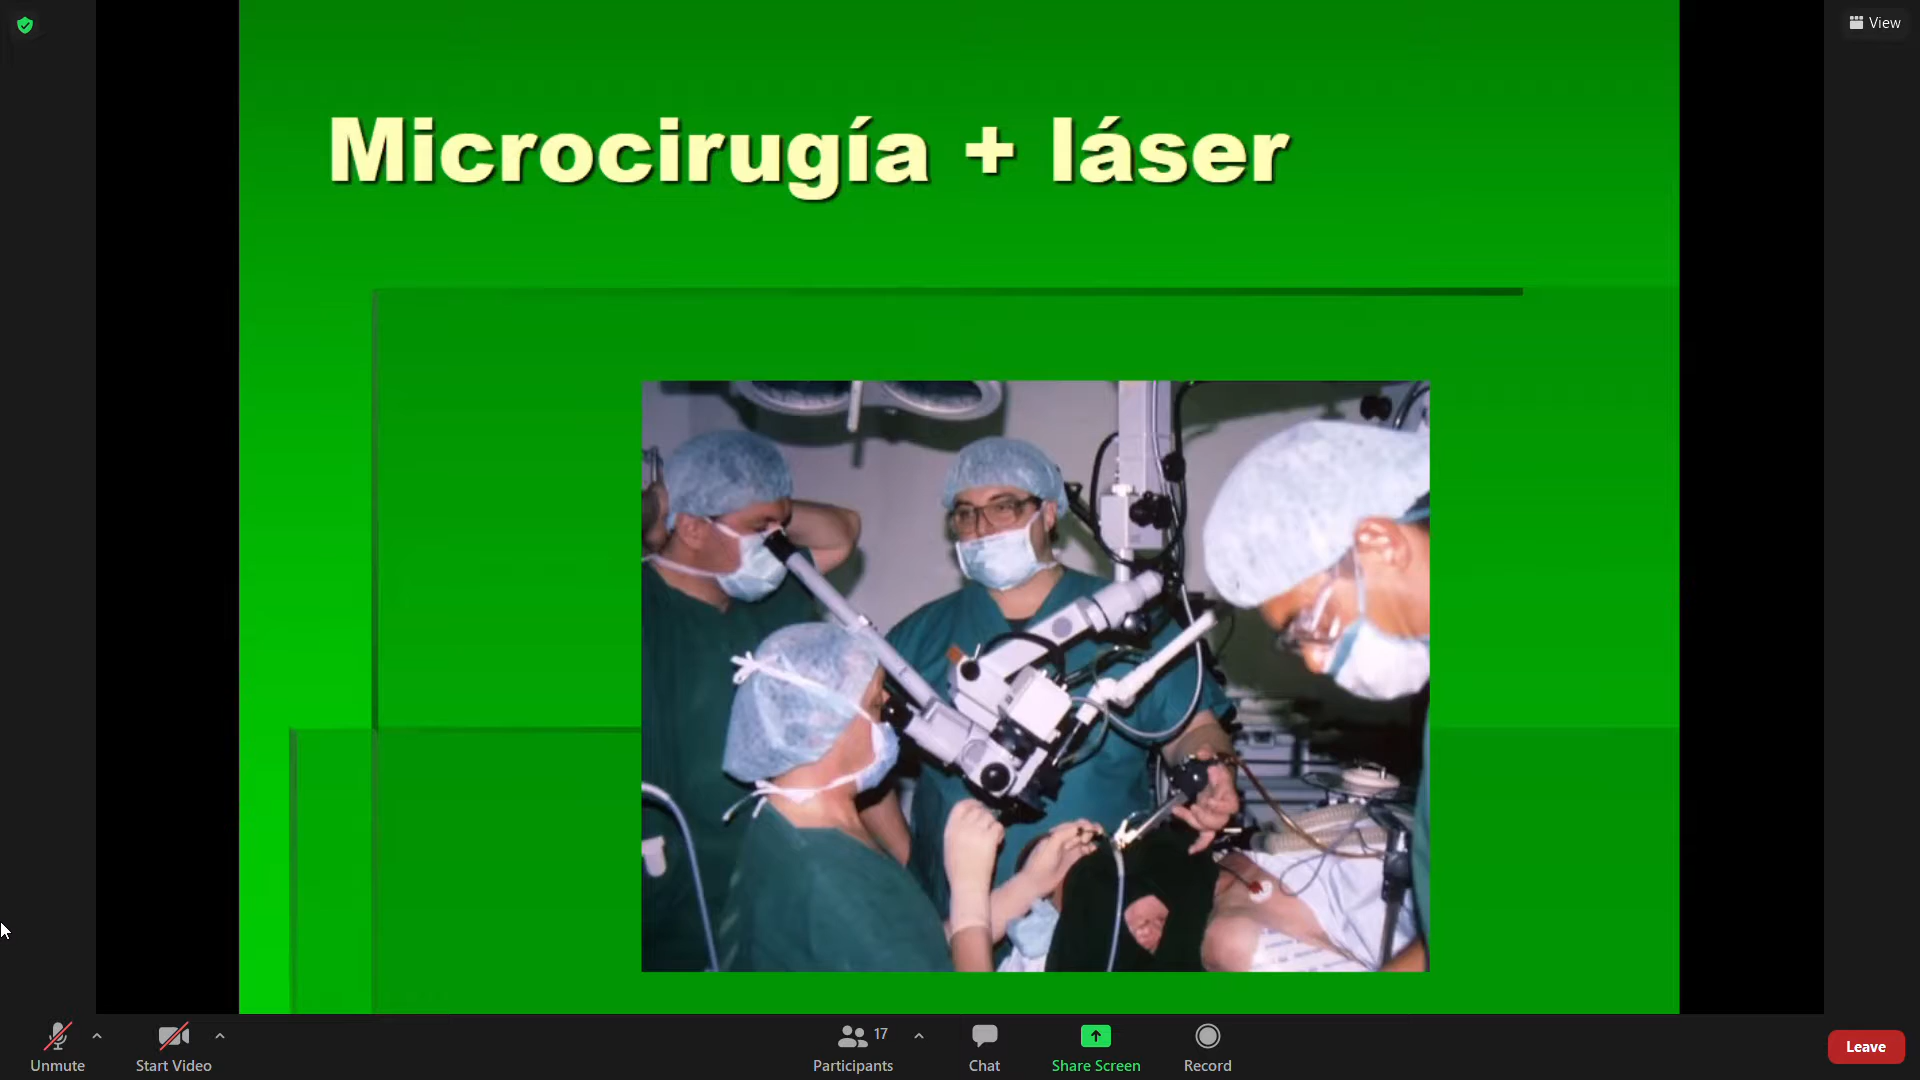 View
Microcirugía + láser
Unmute
Start Video
17
Participants
Chat
Share Screen
Record
Leave